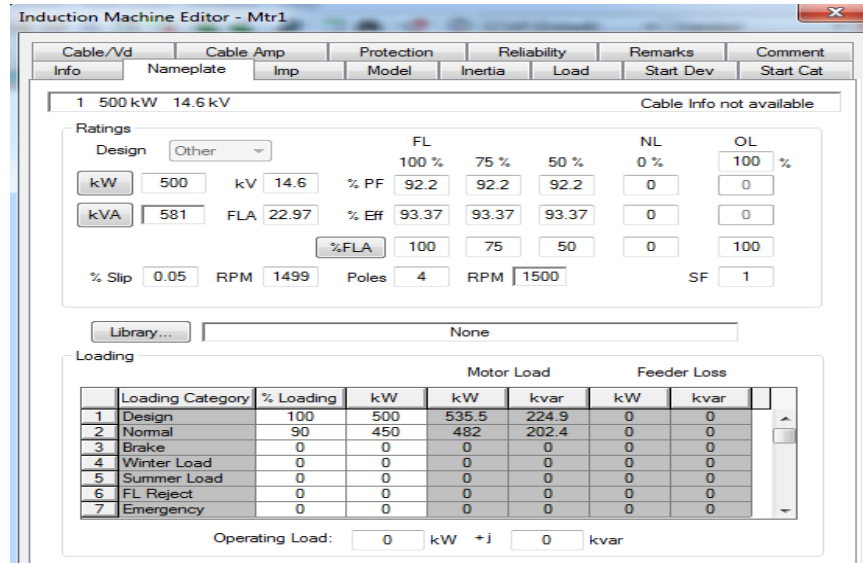 Induction Machine Editor - Mtr1
Cable/Vd Cable Amp Protection Reliability Remarks Comment
Info Nameplate Imp Model Inertia Load Start Dev Start Cat
1 500 kW 14.6 kV Cable Info not available
Ratings
Design Other FL NL OL
100 % 75 % 50 % 0 % 100 %
kW 500 kV 14.6 % PF 92.2 92.2 92.2 0 0
kVA 581 FLA 22.97 % Eff 93.37 93.37 93.37 0 0
%FLA 100 75 50 0 100
% Slip 0.05 RPM 1499 Poles 4 RPM 1500 SF 1
Library... None
Loading
Motor Load Feeder Loss
Loading Category % Loading kW kW kvar kW kvar
1 Design 100 500 535.5 224.9 0 0
2 Normal 90 450 482 202.4 0 0
3 Brake 0 0 0 0 0 0
4 Winter Load 0 0 0 0 0 0
5 Summer Load 0 0 0 0 0 0
6 FL Reject 0 0 0 0 0 0
7 Emergency 0 0 0 0 0 0
Operating Load: 0 kW +j 0 kvar